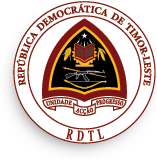 REPÚBLICA DEMOCRÁTICA DE TIMOR-LESTE
UNIDADE
ACÇÃO
PROGRESSO
RDTL